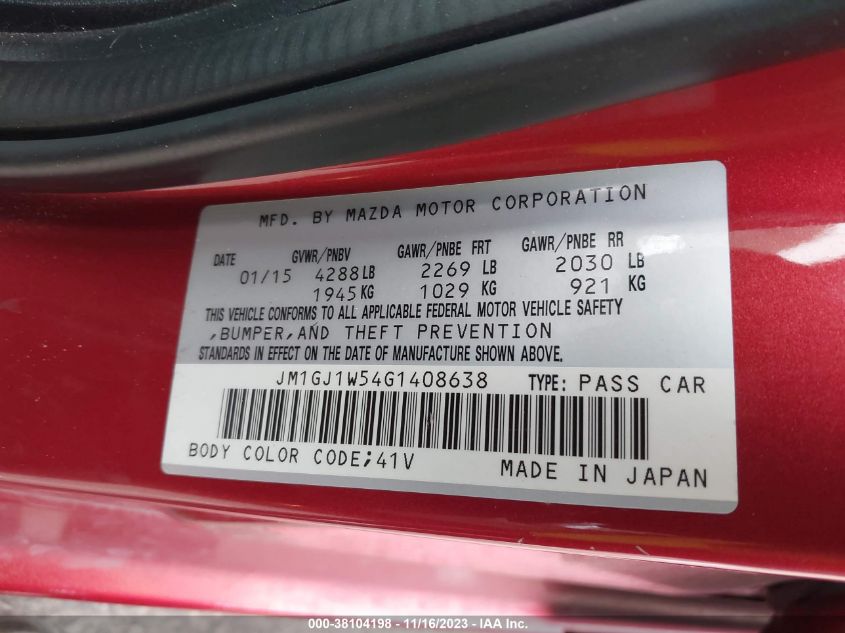 MFD. BY MAZDA MOTOR CORPORATION
DATE GVWR/PNBV GAWR/PNBE FRT GAWR/PNBE RR
01/15 4288 LB 2269 LB 2030 LB
1945 KG 1029 KG 921 KG
THIS VEHICLE CONFORMS TO ALL APPLICABLE FEDERAL MOTOR VEHICLE SAFETY
,BUMPER,AND THEFT PREVENTION
STANDARDS IN EFFECT ON THE DATE OF MANUFACTURE SHOWN ABOVE.
JM1GJ1W54G1408638 TYPE: PASS CAR
BODY COLOR CODE;41V MADE IN JAPAN
000-38104198 - 11/16/2023 - IAA Inc.